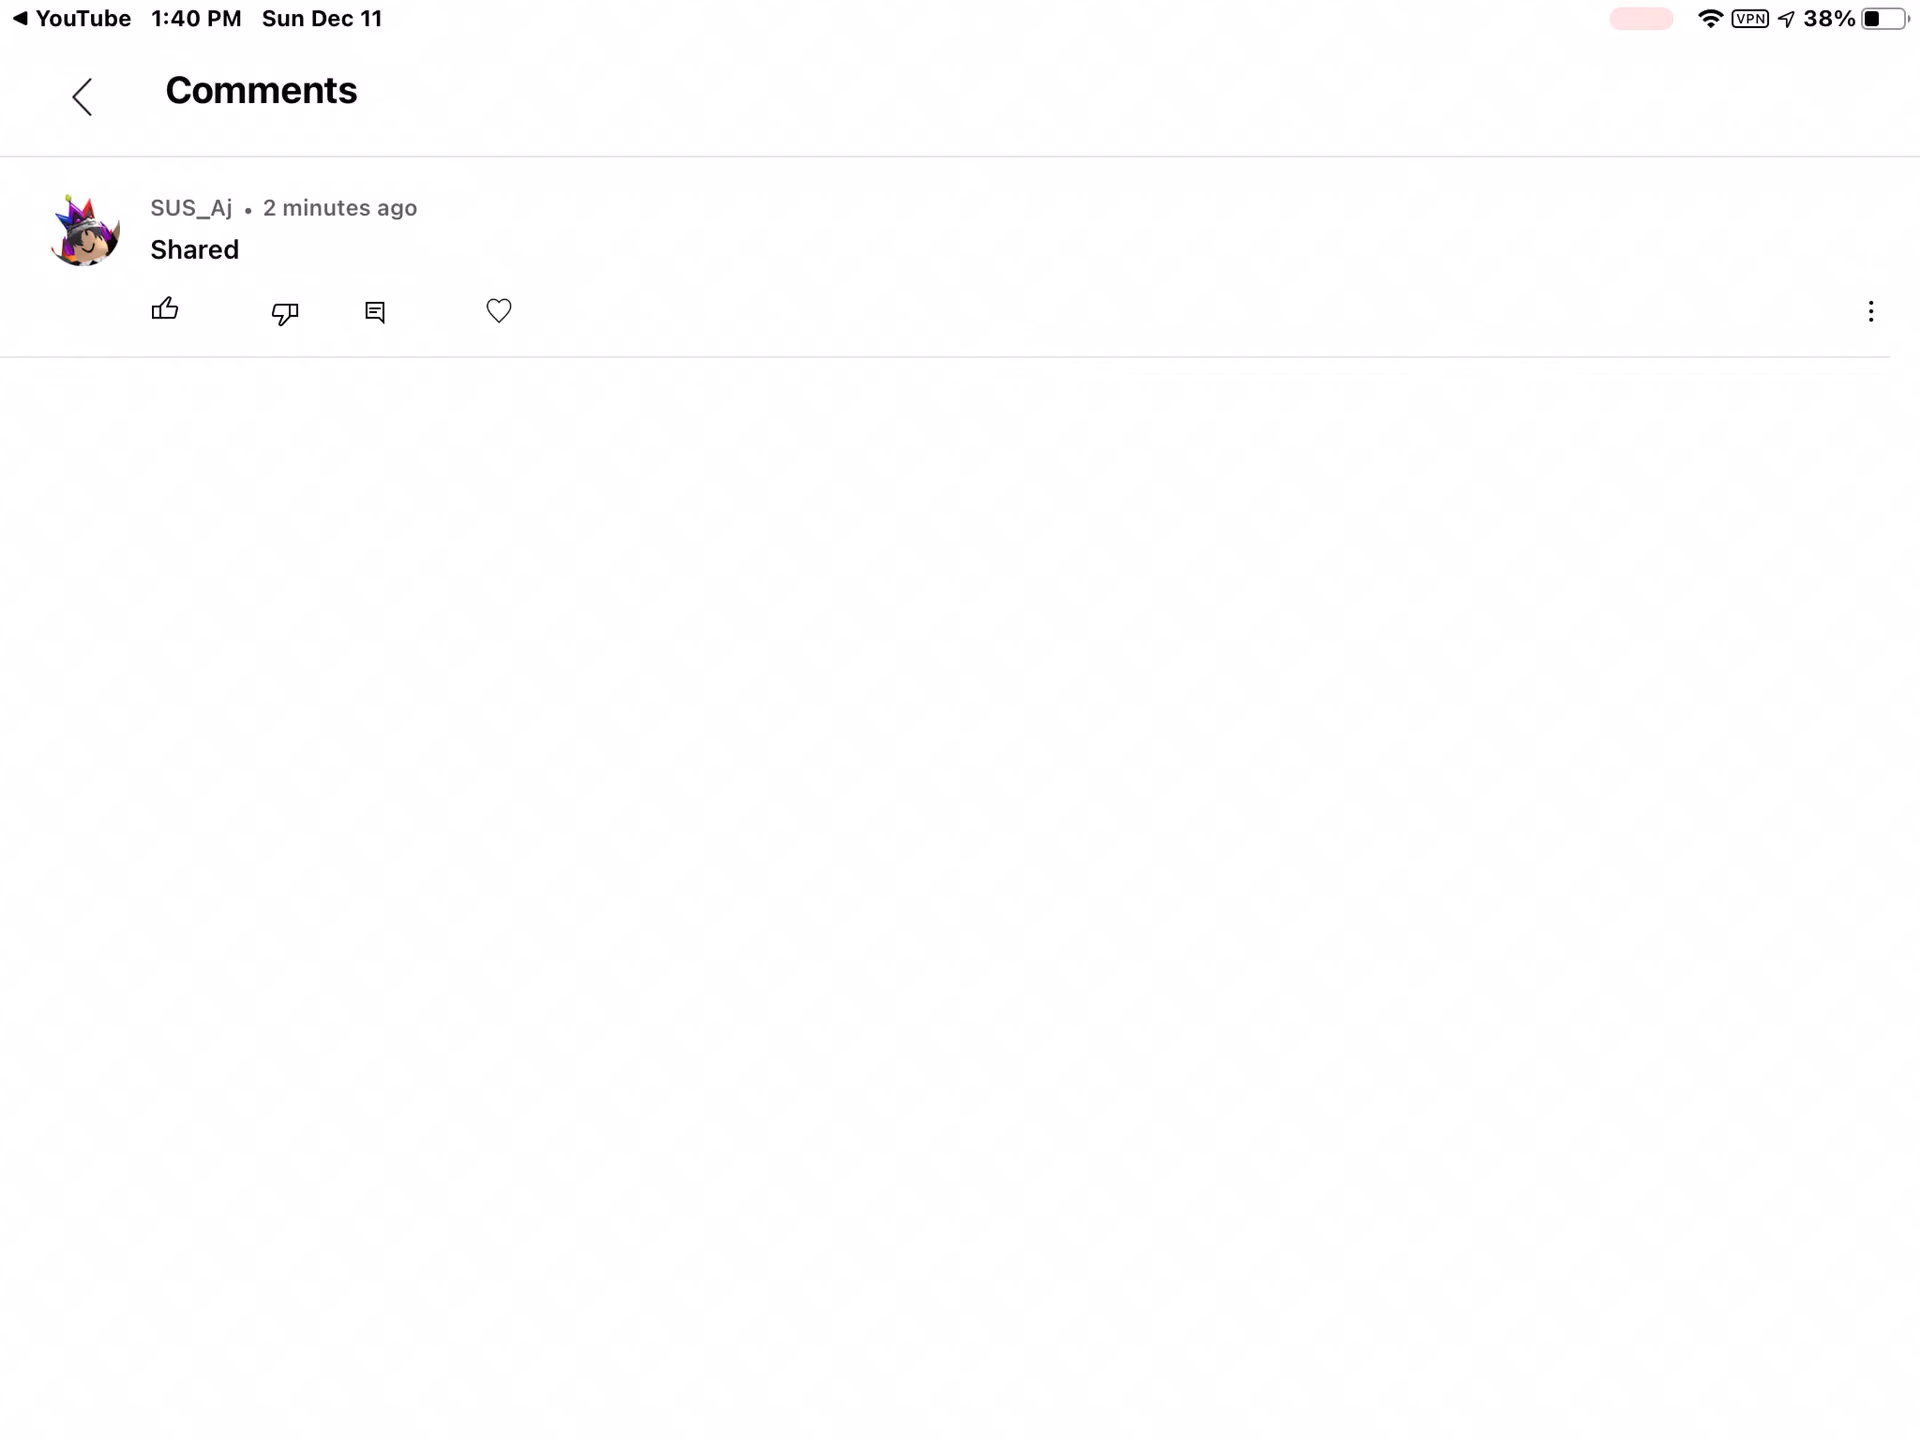 YouTube 1:40 PM Sun Dec 11 VPN 38%
Comments
SUS_Aj • 2 minutes ago
Shared